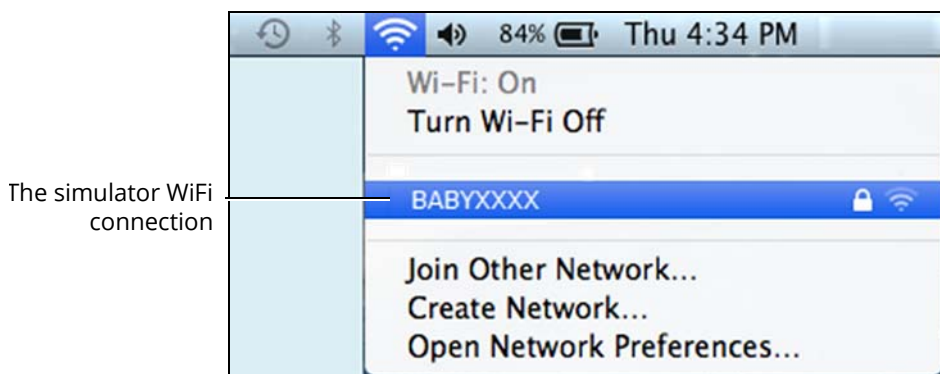 84% Thu 4:34 PM
Wi-Fi: On
Turn Wi-Fi Off
The simulator WiFi
connection
BABYXXXX
Join Other Network...
Create Network...
Open Network Preferences...